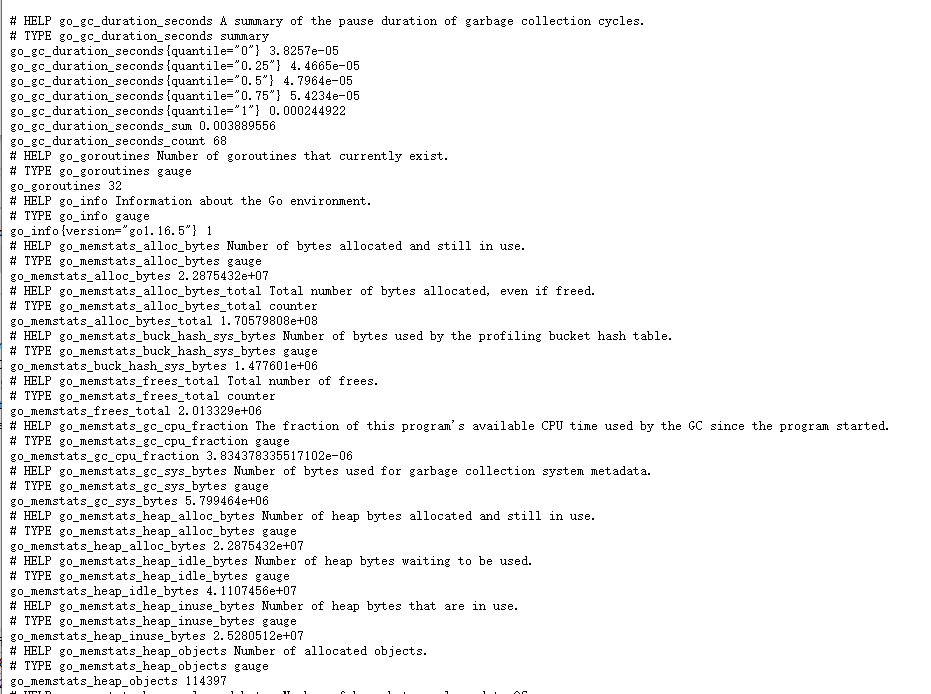 # HELP go_gc_duration_seconds A summary of the pause duration of garbage collection cycles.
# TYPE go_gc_duration_seconds summary
go_gc_duration_seconds{quantile="0"} 3.8257e-05
go_gc_duration_seconds{quantile="0.25"} 4.4665e-05
go_gc_duration_seconds{quantile="0.5"} 4.7964e-05
go_gc_duration_seconds{quantile="0.75"} 5.4234e-05
go_gc_duration_seconds{quantile="1"} 0.000244922
go_gc_duration_seconds_sum 0.003889556
go_gc_duration_seconds_count 68
# HELP go_goroutines Number of goroutines that currently exist.
# TYPE go_goroutines gauge
go_goroutines 32
# HELP go_info Information about the Go environment.
# TYPE go_info gauge
go_info{version="go1.16.5"} 1
# HELP go_memstats_alloc_bytes Number of bytes allocated and still in use.
# TYPE go_memstats_alloc_bytes gauge
go_memstats_alloc_bytes 2.2875432e+07
# HELP go_memstats_alloc_bytes_total Total number of bytes allocated, even if freed.
# TYPE go_memstats_alloc_bytes_total counter
go_memstats_alloc_bytes_total 1.70579808e+08
# HELP go_memstats_buck_hash_sys_bytes Number of bytes used by the profiling bucket hash table.
# TYPE go_memstats_buck_hash_sys_bytes gauge
go_memstats_buck_hash_sys_bytes 1.477601e+06
# HELP go_memstats_frees_total Total number of frees.
# TYPE go_memstats_frees_total counter
go_memstats_frees_total 2.013329e+06
# HELP go_memstats_gc_cpu_fraction The fraction of this program's available CPU time used by the GC since the program started.
# TYPE go_memstats_gc_cpu_fraction gauge
go_memstats_gc_cpu_fraction 3.834378335517102e-06
# HELP go_memstats_gc_sys_bytes Number of bytes used for garbage collection system metadata.
# TYPE go_memstats_gc_sys_bytes gauge
go_memstats_gc_sys_bytes 5.799464e+06
# HELP go_memstats_heap_alloc_bytes Number of heap bytes allocated and still in use.
# TYPE go_memstats_heap_alloc_bytes gauge
go_memstats_heap_alloc_bytes 2.2875432e+07
# HELP go_memstats_heap_idle_bytes Number of heap bytes waiting to be used.
# TYPE go_memstats_heap_idle_bytes gauge
go_memstats_heap_idle_bytes 4.1107456e+07
# HELP go_memstats_heap_inuse_bytes Number of heap bytes that are in use.
# TYPE go_memstats_heap_inuse_bytes gauge
go_memstats_heap_inuse_bytes 2.5280512e+07
# HELP go_memstats_heap_objects Number of allocated objects.
# TYPE go_memstats_heap_objects gauge
go_memstats_heap_objects 114397